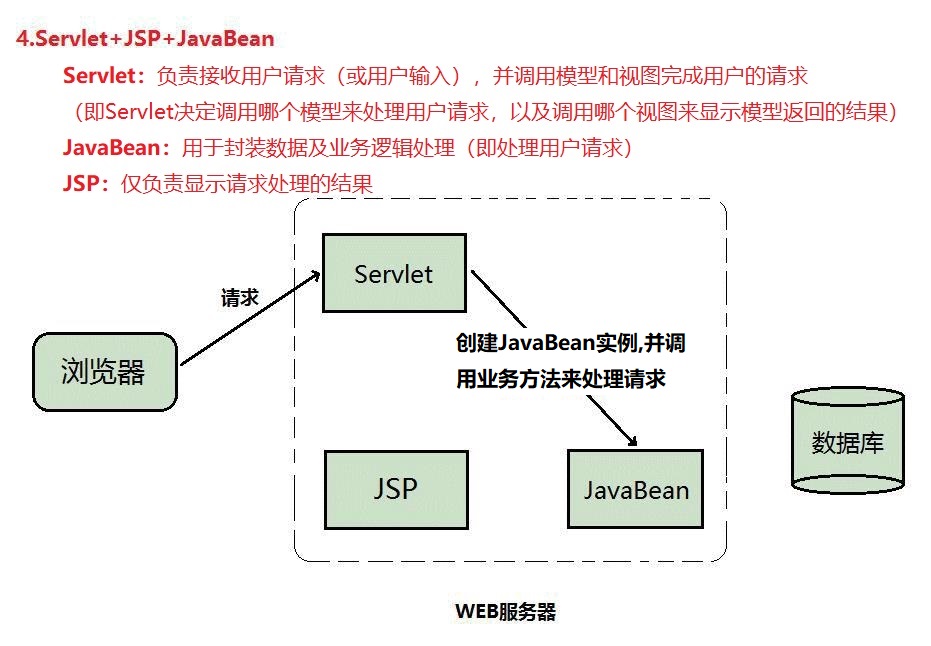 4.Servlet+JSP+JavaBean
Servlet：负责接收用户请求（或用户输入），并调用模型和视图完成用户的请求
（即Servlet决定调用哪个模型来处理用户请求，以及调用哪个视图来显示模型返回的结果）
JavaBean：用于封装数据及业务逻辑处理（即处理用户请求）
JSP：仅负责显示请求处理的结果
Servlet
请求
创建JavaBean实例,并调
用业务方法来处理请求
浏览器
数据库
JSP
JavaBean
WEB服务器